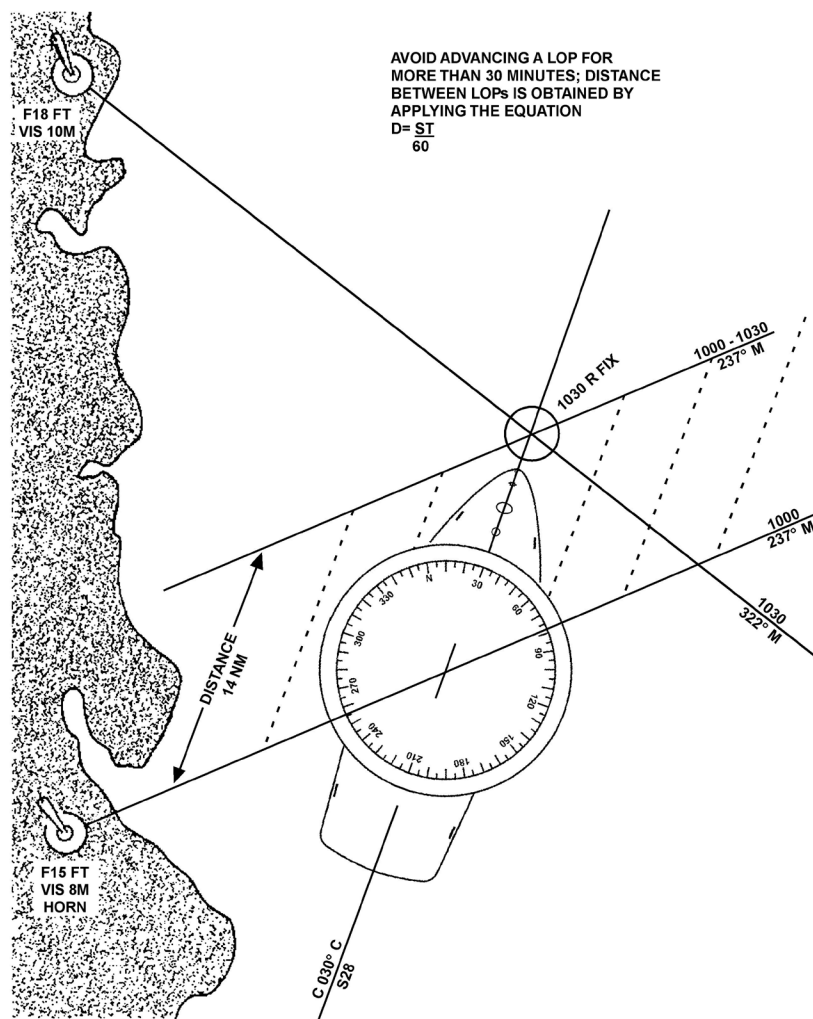 AVOID ADVANCING A LOP FOR
MORE THAN 30 MINUTES; DISTANCE
BETWEEN LOPs IS OBTAINED BY
APPLYING THE EQUATION
D= ST
60
F18 FT
VIS 10M
1000 - 1030
237° M
1030 R FIX
1000
237° M
1030
322° M
DISTANCE
14 NM
N
30
60
90
120
150
180
210
240
270
300
330
F15 FT
VIS 8M
HORN
C 030° C
S28